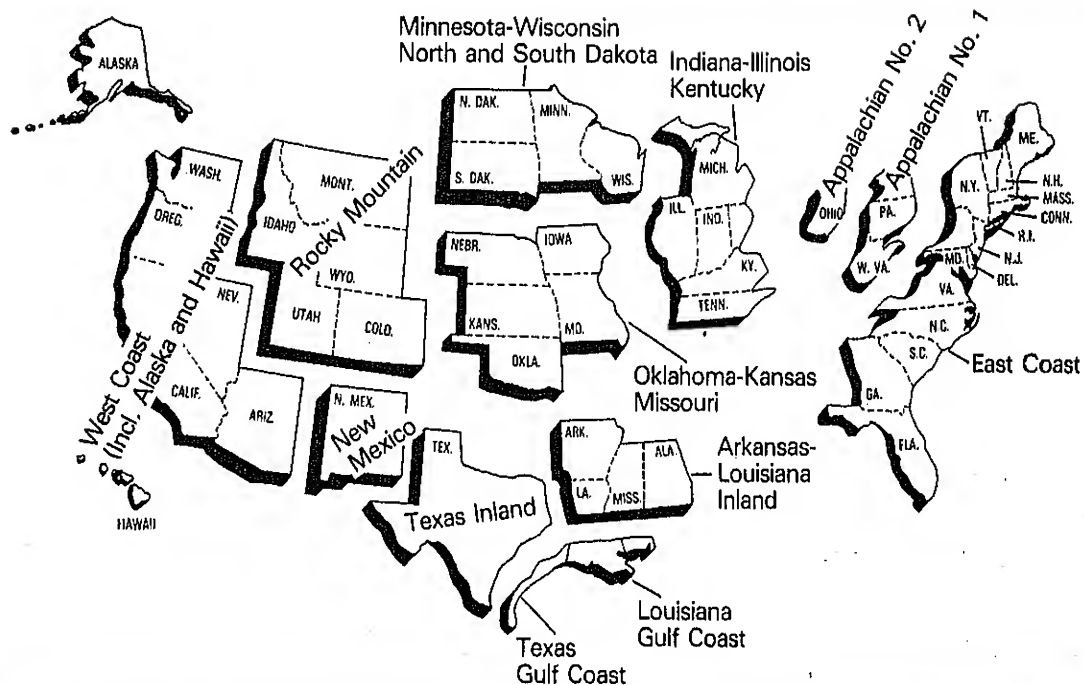 Minnesota-Wisconsin
North and South Dakota
Indiana-Illinois
Kentucky
Appalachian No. 2
Appalachian No. 1
ALASKA
WASH.
OREG.
NEV.
CALIF.
ARIZ.
West Coast
(Incl. Alaska and Hawaii)
HAWAII
MONT.
IDAHO
WYO.
UTAH
COLO.
Rocky Mountain
N. MEX.
New
Mexico
N. DAK.
MINN.
S. DAK.
WIS.
NEBR.
IOWA
KANS.
MO.
OKLA.
Oklahoma-Kansas
Missouri
MICH.
ILL.
IND.
KY.
TENN.
OHIO
PA.
W. VA.
VT.
ME.
N.Y.
N.H.
MASS.
CONN.
R.I.
N.J.
MD.
DEL.
VA.
N.C.
S.C.
East Coast
GA.
FLA.
TEX.
Texas Inland
ARK.
ALA.
LA.
MISS.
Arkansas-
Louisiana
Inland
Louisiana
Gulf Coast
Texas
Gulf Coast